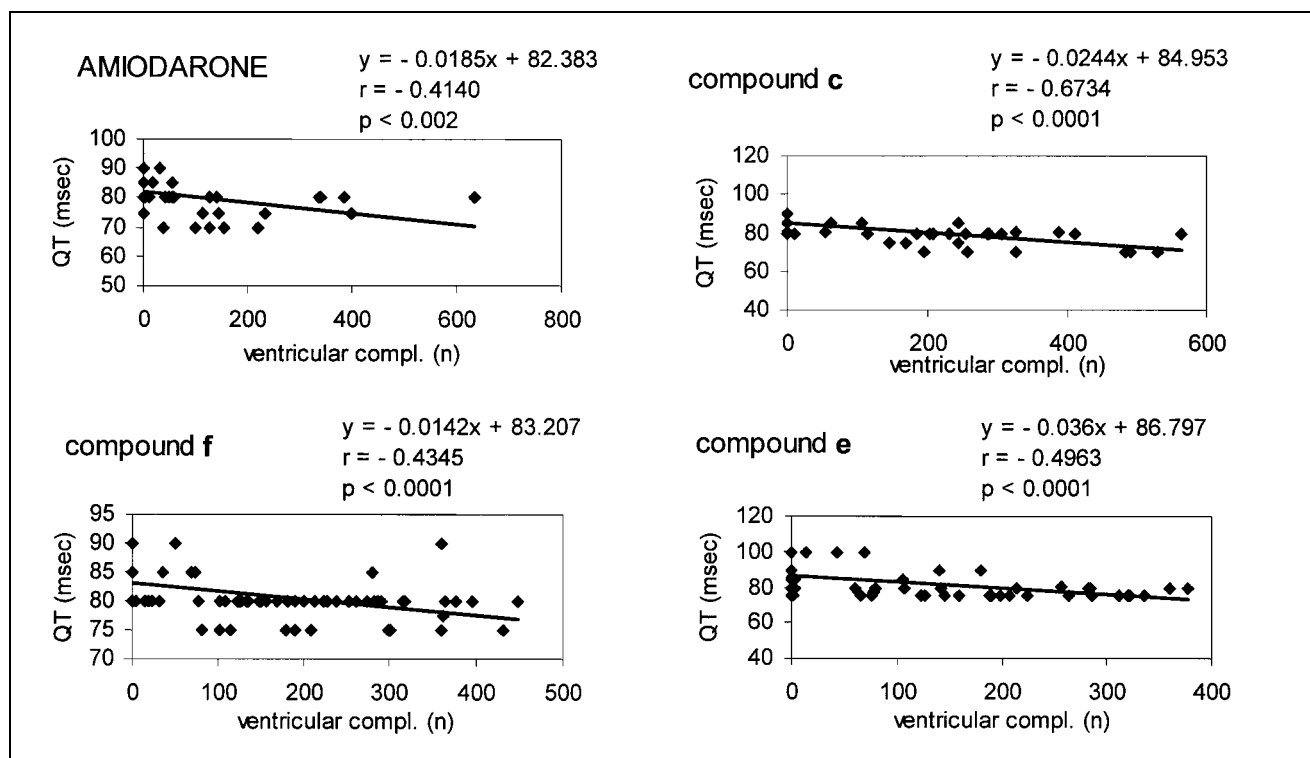 AMIODARONE
y = - 0.0185x + 82.383
r = - 0.4140
p < 0.002
QT (msec)
100
90
80
70
60
50
0 200 400 600 800
ventricular compl. (n)
compound c
y = - 0.0244x + 84.953
r = - 0.6734
p < 0.0001
QT (msec)
120
100
80
60
40
0 200 400 600
ventricular compl. (n)
compound f
y = - 0.0142x + 83.207
r = - 0.4345
p < 0.0001
QT (msec)
95
90
85
80
75
70
0 100 200 300 400 500
ventricular compl. (n)
compound e
y = - 0.036x + 86.797
r = - 0.4963
p < 0.0001
QT (msec)
120
100
80
60
40
0 100 200 300 400
ventricular compl. (n)